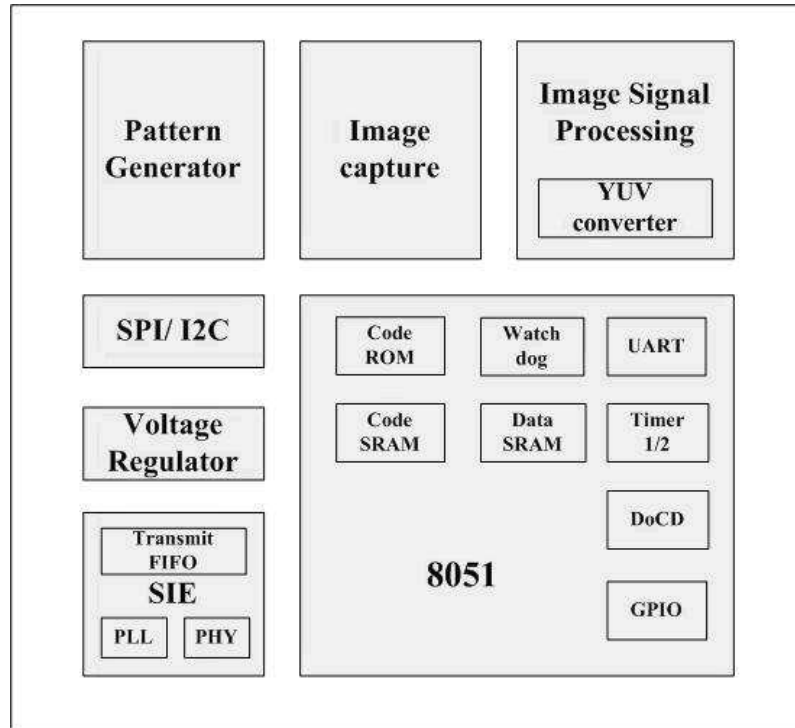 Pattern
Generator
Image
capture
Image Signal
Processing
YUV
converter
SPI/ I2C
Voltage
Regulator
Transmit
FIFO
SIE
PLL
PHY
Code
ROM
Watch
dog
UART
Code
SRAM
Data
SRAM
Timer
1/2
DoCD
8051
GPIO